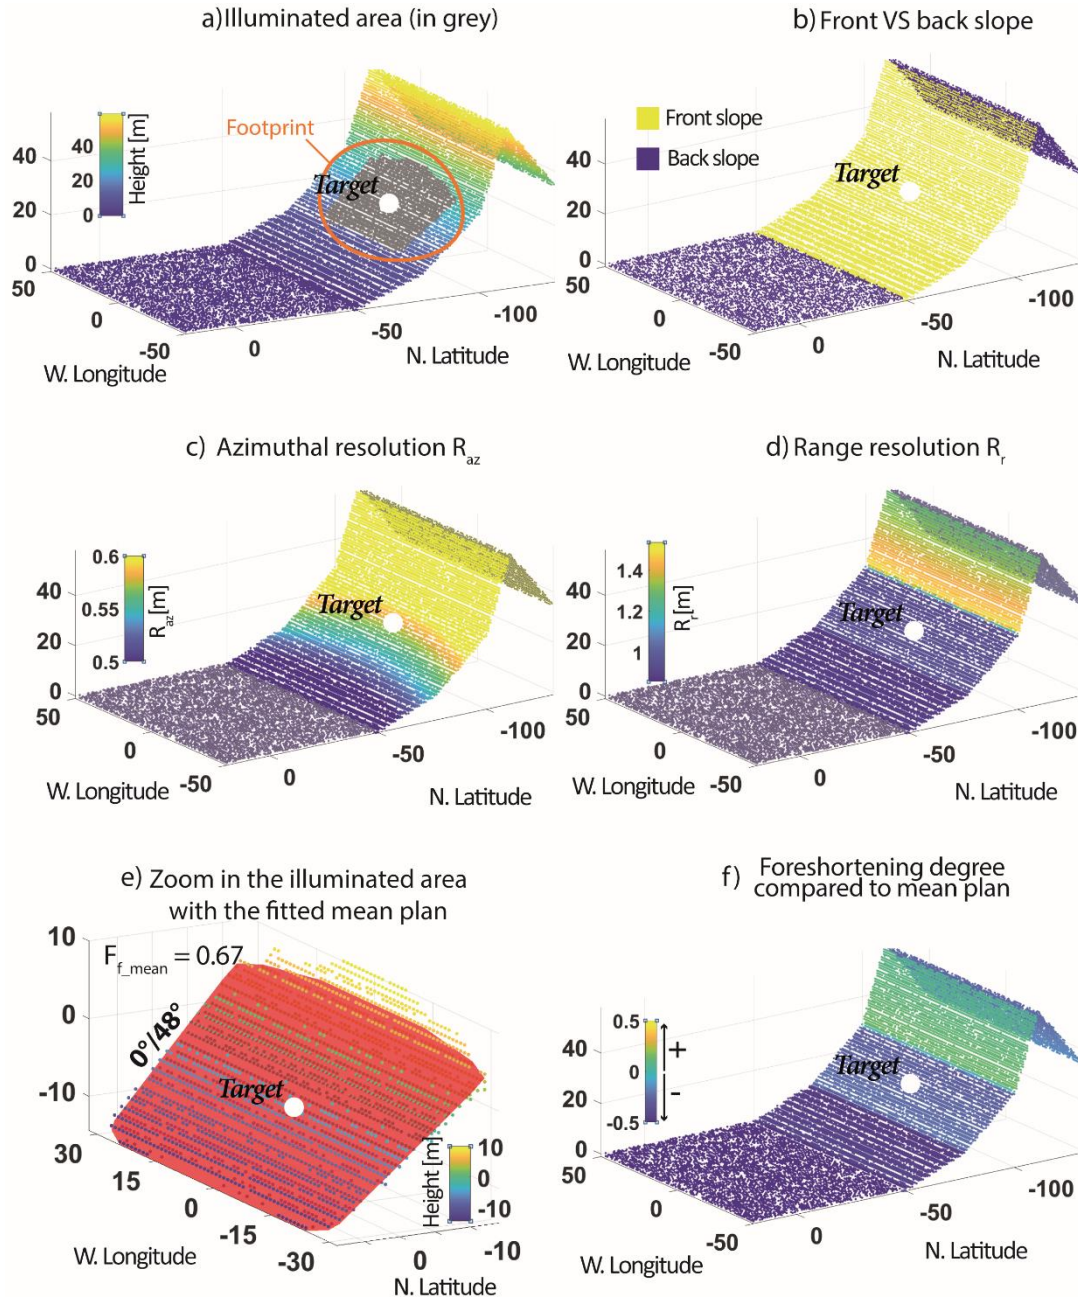 a) Illuminated area (in grey)
Height [m]
40
20
0
Footprint
Target
40
20
0
50
0
-50
W. Longitude
0
-50
-100
N. Latitude
b) Front VS back slope
Front slope
Back slope
Target
40
20
0
50
0
-50
W. Longitude
0
-50
-100
N. Latitude
c) Azimuthal resolution Raz
0.6
0.55
0.5
Raz[m]
Target
40
20
0
50
0
-50
W. Longitude
0
-50
-100
N. Latitude
d) Range resolution Rr
1.4
1.2
1
Rr[m]
Target
40
20
0
50
0
-50
W. Longitude
0
-50
-100
N. Latitude
e) Zoom in the illuminated area
with the fitted mean plan
Ff_mean = 0.67
0°/48°
Target
10
0
-10
30
15
0
-15
-30
W. Longitude
0
-10
N. Latitude
Height [m]
10
0
-10
f) Foreshortening degree
compared to mean plan
0.5
0
-0.5
+
-
Target
40
20
0
50
0
-50
W. Longitude
0
-50
-100
N. Latitude